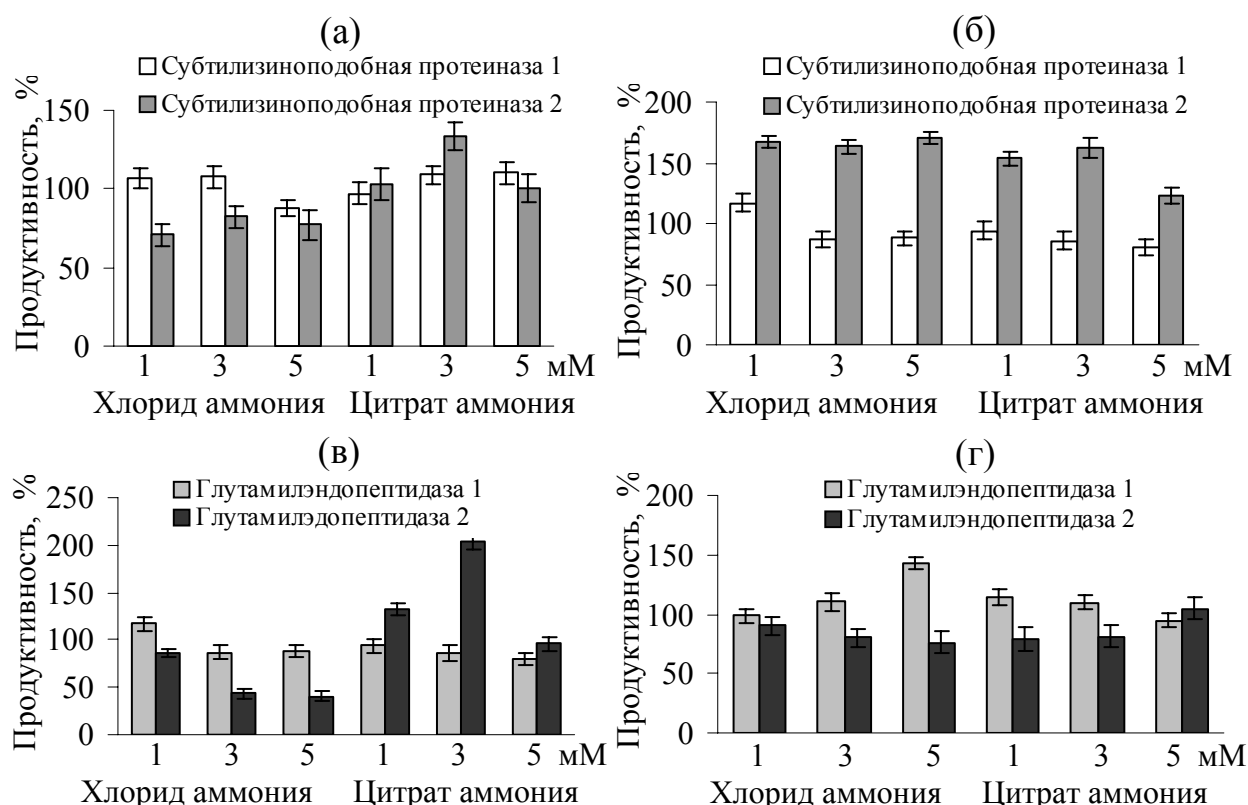 (а)
Субтилизиноподобная протеиназа 1
Субтилизиноподобная протеиназа 2
Продуктивность, %
150
100
50
0
1 3 5 1 3 5 мМ
Хлорид аммония Цитрат аммония
(б)
Субтилизиноподобная протеиназа 1
Субтилизиноподобная протеиназа 2
Продуктивность, %
200
150
100
50
0
1 3 5 1 3 5 мМ
Хлорид аммония Цитрат аммония
(в)
Глутамилэндопептидаза 1
Глутамилэдопептидаза 2
Продуктивность, %
250
200
150
100
50
0
1 3 5 1 3 5 мМ
Хлорид аммония Цитрат аммония
(г)
Глутамилэндопептидаза 1
Глутамилэндопептидаза 2
Продуктивность, %
200
150
100
50
0
1 3 5 1 3 5 мМ
Хлорид аммония Цитрат аммония